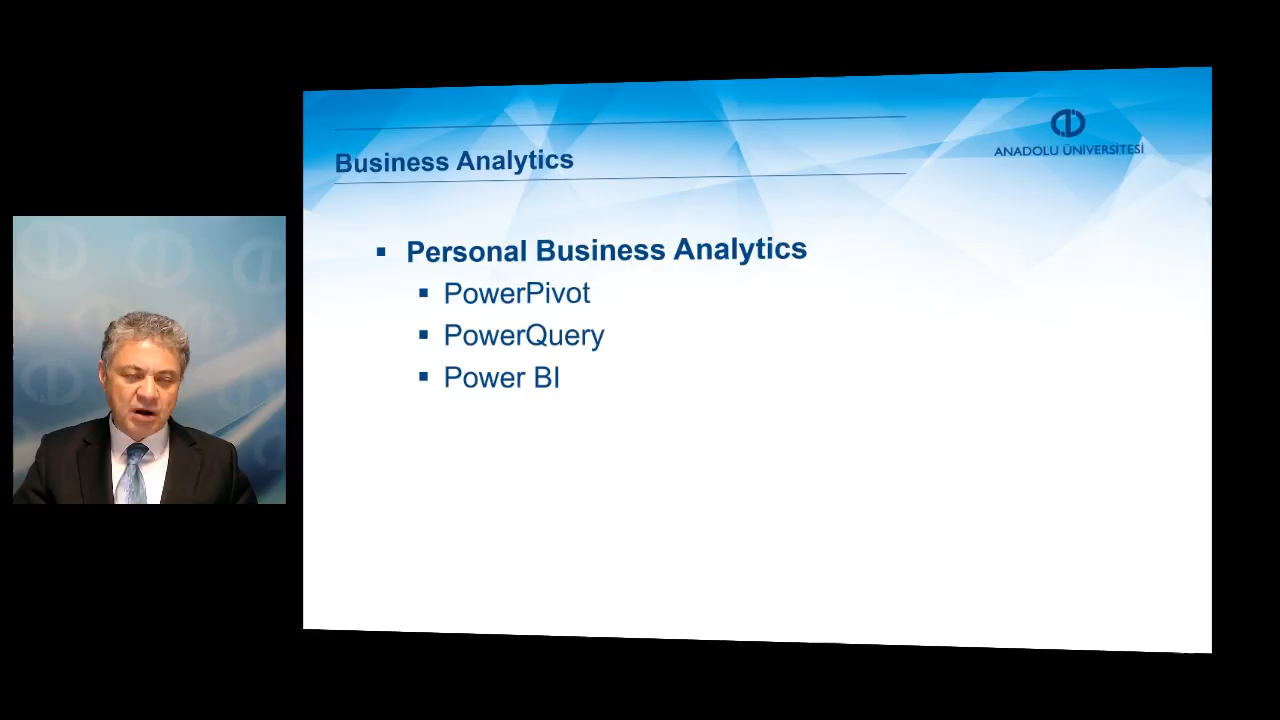 Business Analytics
ANADOLU ÜNİVERSİTESİ
Personal Business Analytics
PowerPivot
PowerQuery
Power BI